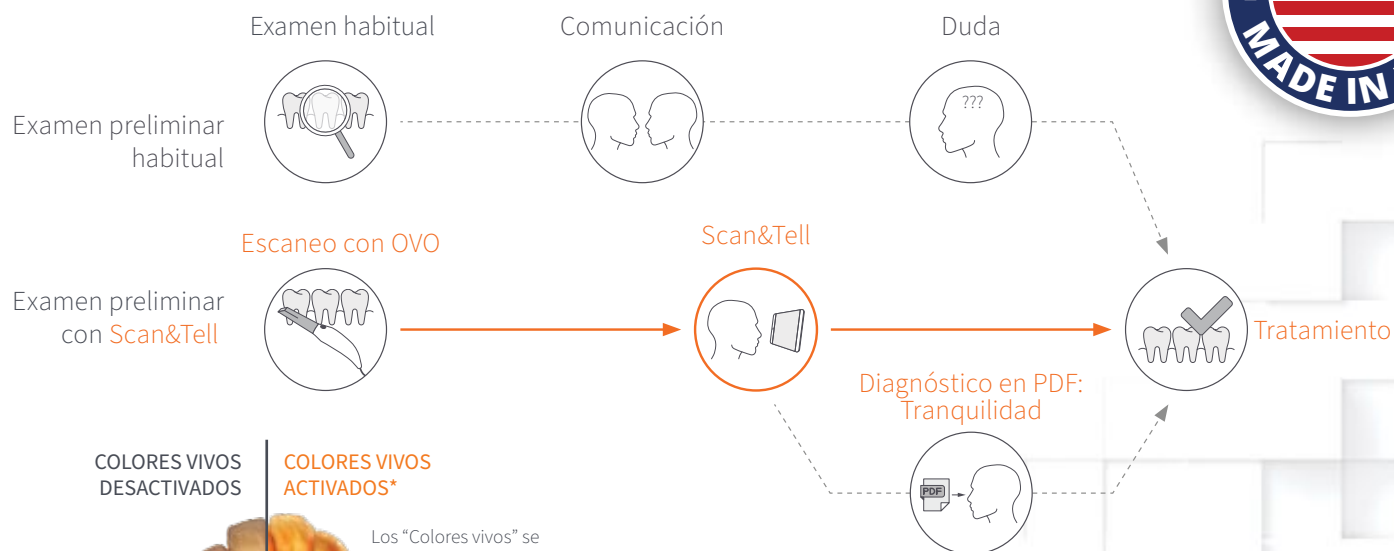 Examen habitual
Comunicación
Duda
MADE IN
Examen preliminar
habitual
???
Escaneo con OVO
Scan&Tell
Examen preliminar
con Scan&Tell
Tratamiento
Diagnóstico en PDF:
Tranquilidad
PDF
COLORES VIVOS
DESACTIVADOS
COLORES VIVOS
ACTIVADOS*
Los “Colores vivos” se